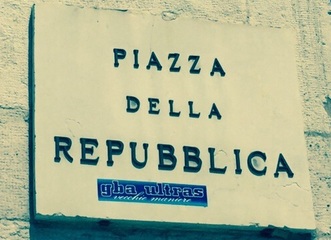 PIAZZA
DELLA
REPUBBLICA
gba ultras
vecchie maniere